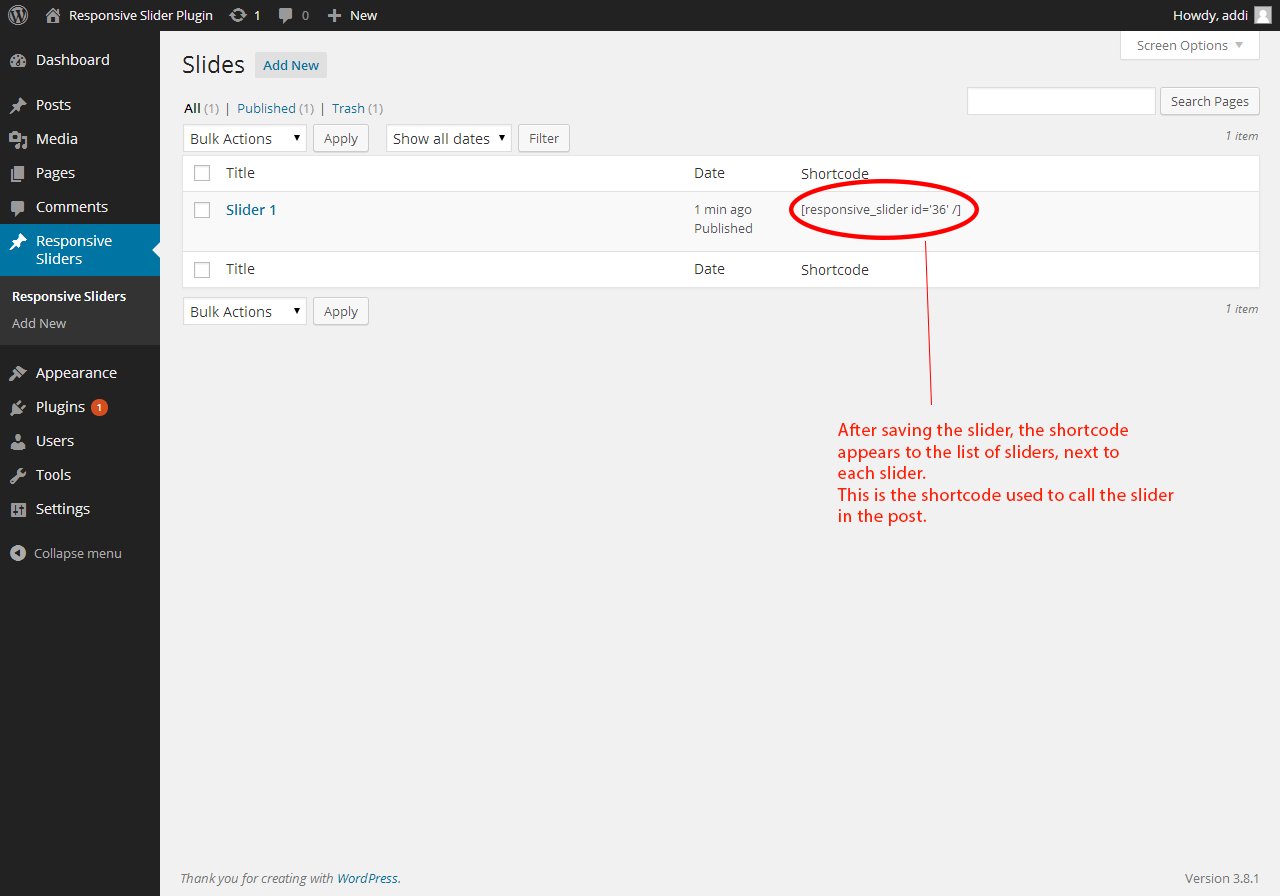 Responsive Slider Plugin 1 0 New Howdy, addi
Dashboard
Posts
Media
Pages
Comments
Responsive
Sliders
Responsive Sliders
Add New
Appearance
Plugins 1
Users
Tools
Settings
Collapse menu
Screen Options
Slides Add New
All (1) | Published (1) | Trash (1)
Search Pages
Bulk Actions Apply Show all dates Filter 1 item
Title Date Shortcode
Slider 1 1 min ago [responsive_slider id='36' /]
Published
Title Date Shortcode
Bulk Actions Apply 1 item
After saving the slider, the shortcode
appears to the list of sliders, next to
each slider.
This is the shortcode used to call the slider
in the post.
Thank you for creating with WordPress. Version 3.8.1